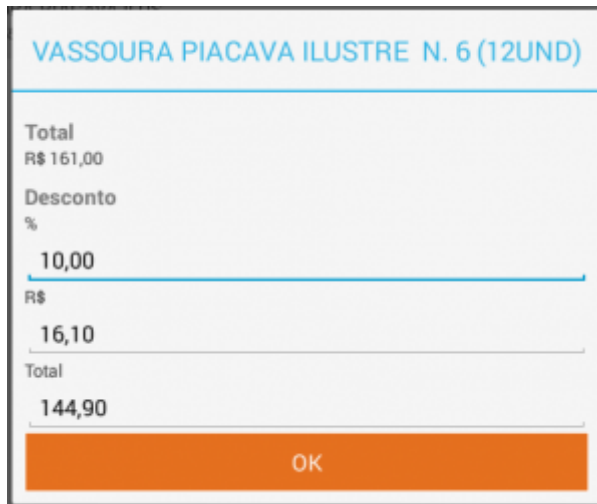 VASSOURA PIACAVA ILUSTRE N. 6 (12UND)
Total
R$ 161,00
Desconto
%
10,00
R$
16,10
Total
144,90
OK